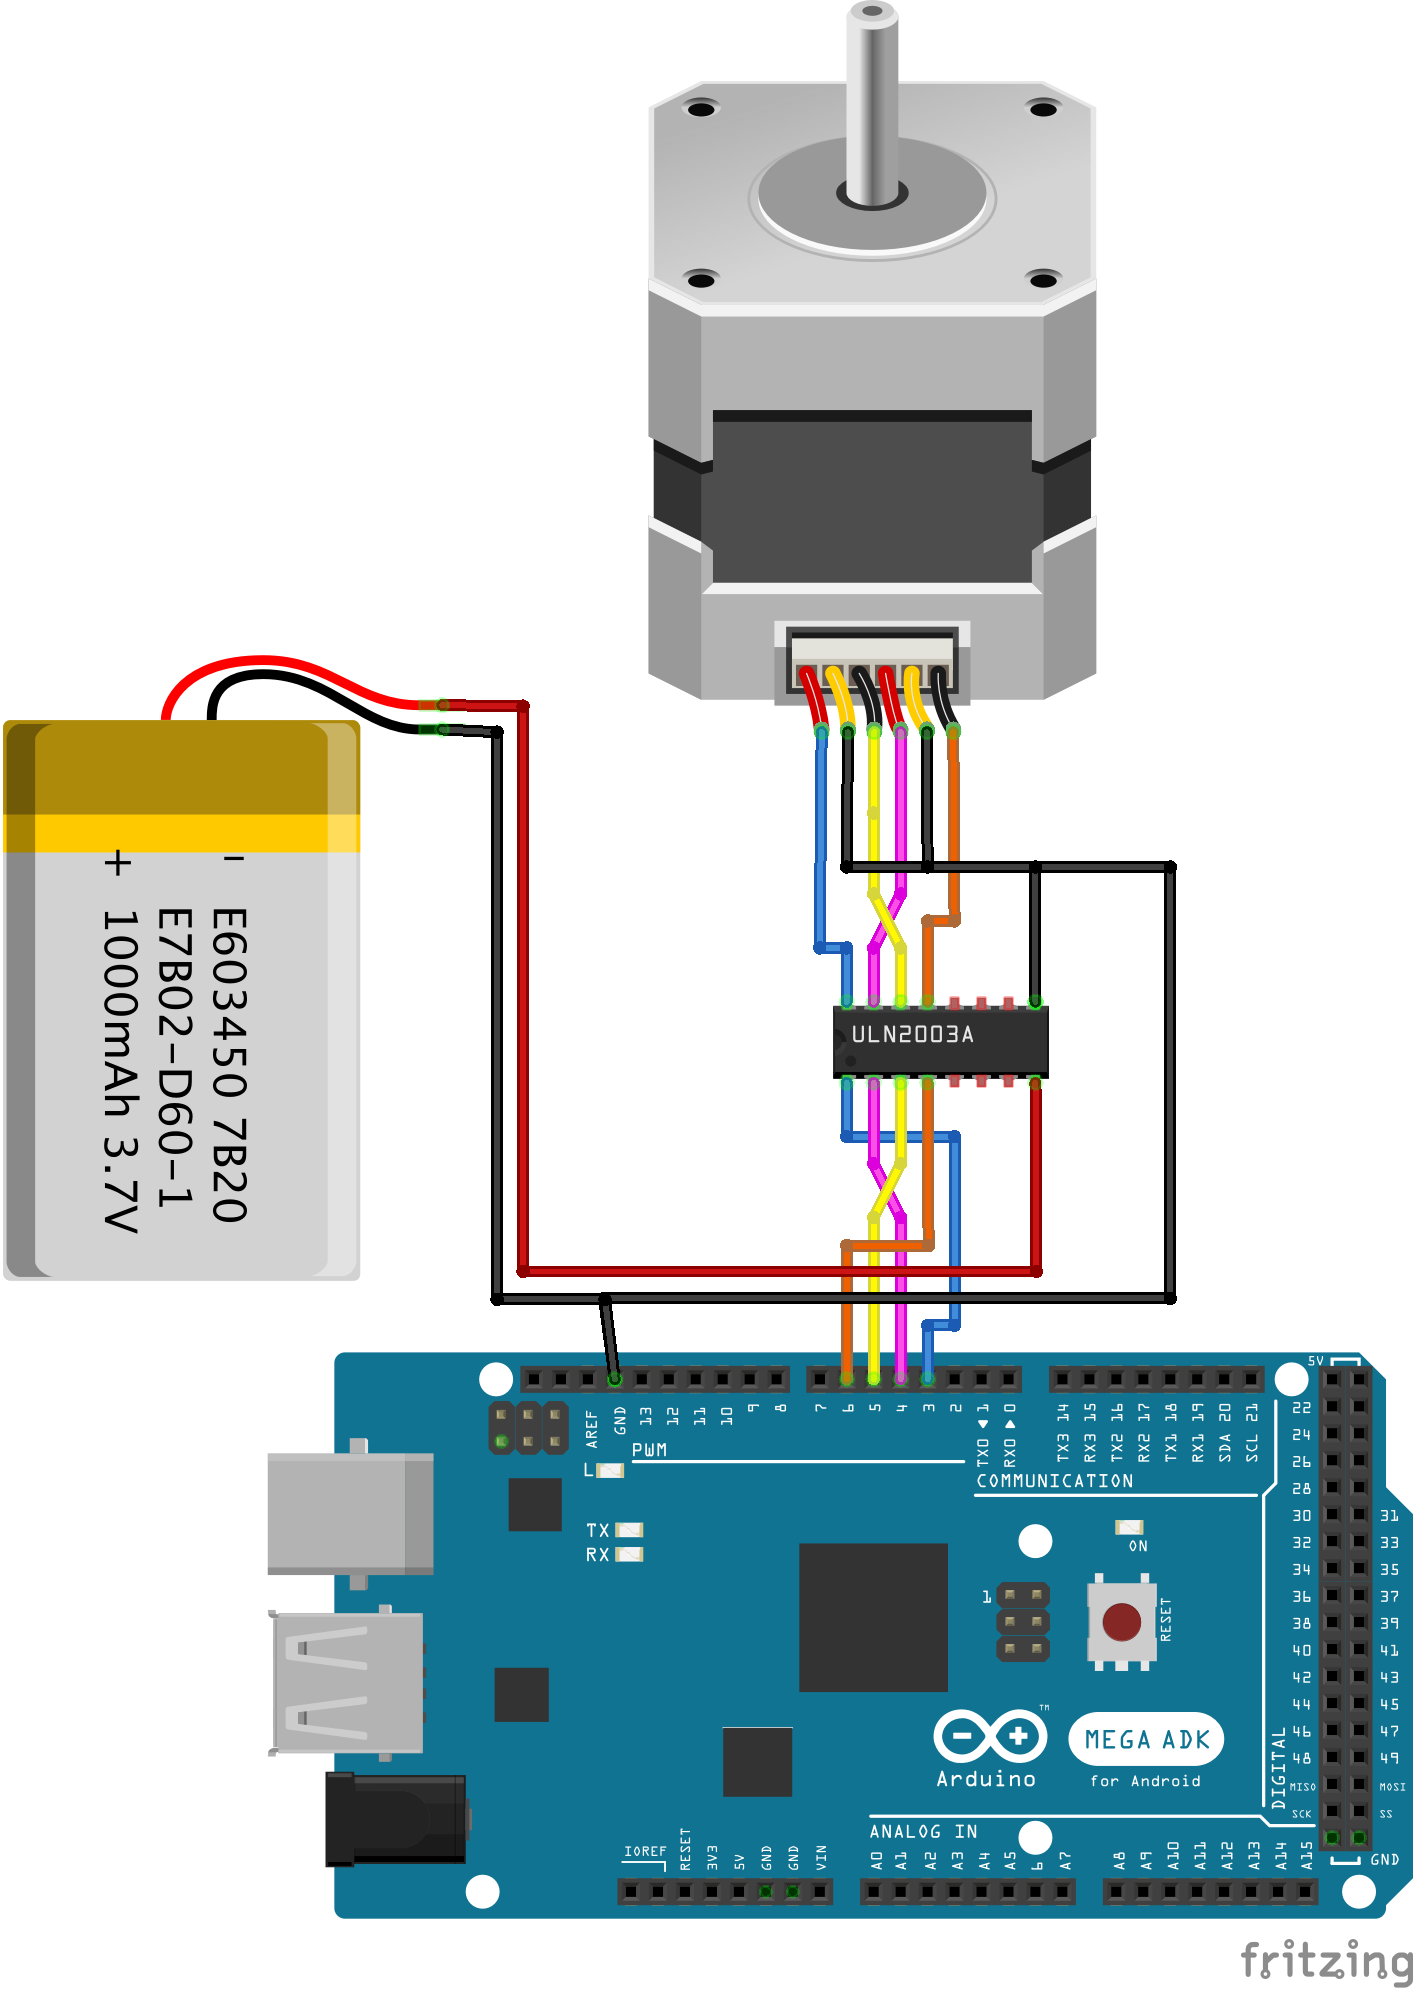 E603450 7B20
E7B02-D60-1
1000mAh 3.7V
+
-
ULN2003A
5V
AREF
GND
13
12
11
10
9
8
7
6
5
4
3
2
TX0 ◀ 1
RX0 ▶ 0
TX3 14
RX3 15
TX2 16
RX2 17
TX1 18
RX1 19
SDA 20
SCL 21
PWM
COMMUNICATION
L
TX
RX
ON
1
RESET
22
24
26
28
30 31
32 33
34 35
36 37
38 39
40 41
42 43
44 45
46 47
48 49
MISO MOSI
SCK SS
DIGITAL
GND
TM
MEGA ADK
Arduino
for Android
ANALOG IN
IOREF
RESET
3V3
5V
GND
GND
VIN
A0
A1
A2
A3
A4
A5
6
A7
A8
A9
A10
A11
A12
A13
A14
A15
fritzing